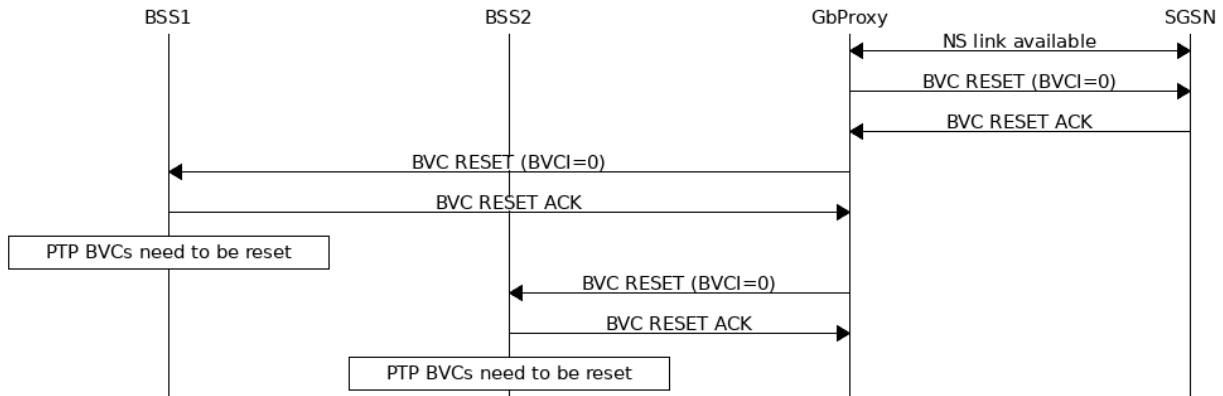 BSS1 BSS2 GbProxy SGSN
NS link available
BVC RESET (BVCI=0)
BVC RESET ACK
BVC RESET (BVCI=0)
BVC RESET ACK
PTP BVCs need to be reset
BVC RESET (BVCI=0)
BVC RESET ACK
PTP BVCs need to be reset